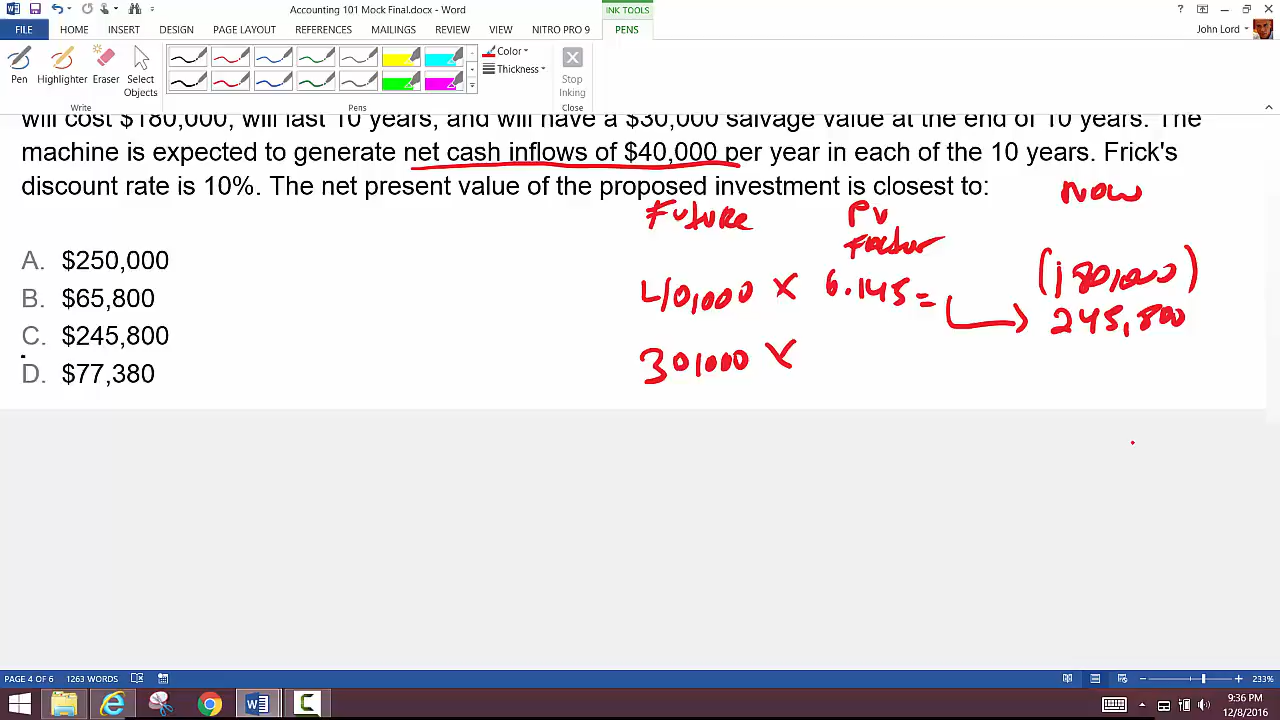 Accounting 101 Mock Final.docx - Word
INK TOOLS
FILE HOME INSERT DESIGN PAGE LAYOUT REFERENCES MAILINGS REVIEW VIEW NITRO PRO 9 PENS
John Lord
Pen Highlighter Eraser Select Objects
Color
Thickness
Stop Inking
Write Pens Close
will cost $180,000, will last 10 years, and will have a $30,000 salvage value at the end of 10 years. The
machine is expected to generate net cash inflows of $40,000 per year in each of the 10 years. Frick's
discount rate is 10%. The net present value of the proposed investment is closest to:
Future PV Factor Now
A. $250,000
B. $65,800
C. $245,800
D. $77,380
(180,000)
40,000 X 6.145 = 245,800
30,000 X
PAGE 4 OF 6 1263 WORDS 233%
9:36 PM
12/8/2016